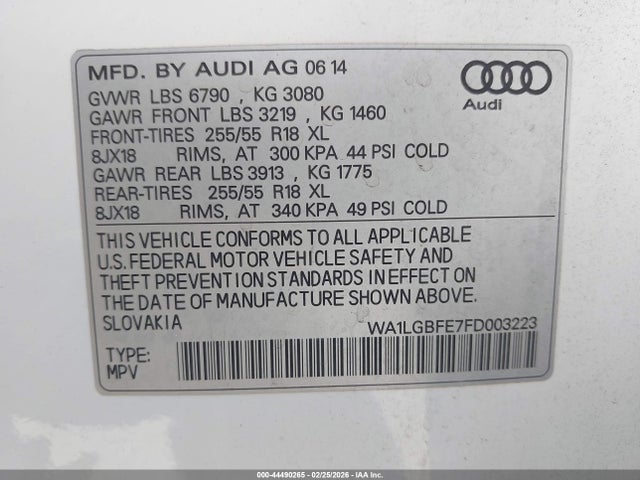 MFD. BY AUDI AG 06 14
GVWR LBS 6790 , KG 3080
GAWR FRONT LBS 3219 , KG 1460
FRONT-TIRES 255/55 R18 XL
8JX18 RIMS, AT 300 KPA 44 PSI COLD
GAWR REAR LBS 3913 , KG 1775
REAR-TIRES 255/55 R18 XL
8JX18 RIMS, AT 340 KPA 49 PSI COLD
Audi
THIS VEHICLE CONFORMS TO ALL APPLICABLE
U.S. FEDERAL MOTOR VEHICLE SAFETY AND
THEFT PREVENTION STANDARDS IN EFFECT ON
THE DATE OF MANUFACTURE SHOWN ABOVE.
SLOVAKIA WA1LGBFE7FD003223
TYPE:
MPV
000-44490265 - 02/25/2026 - IAA Inc.